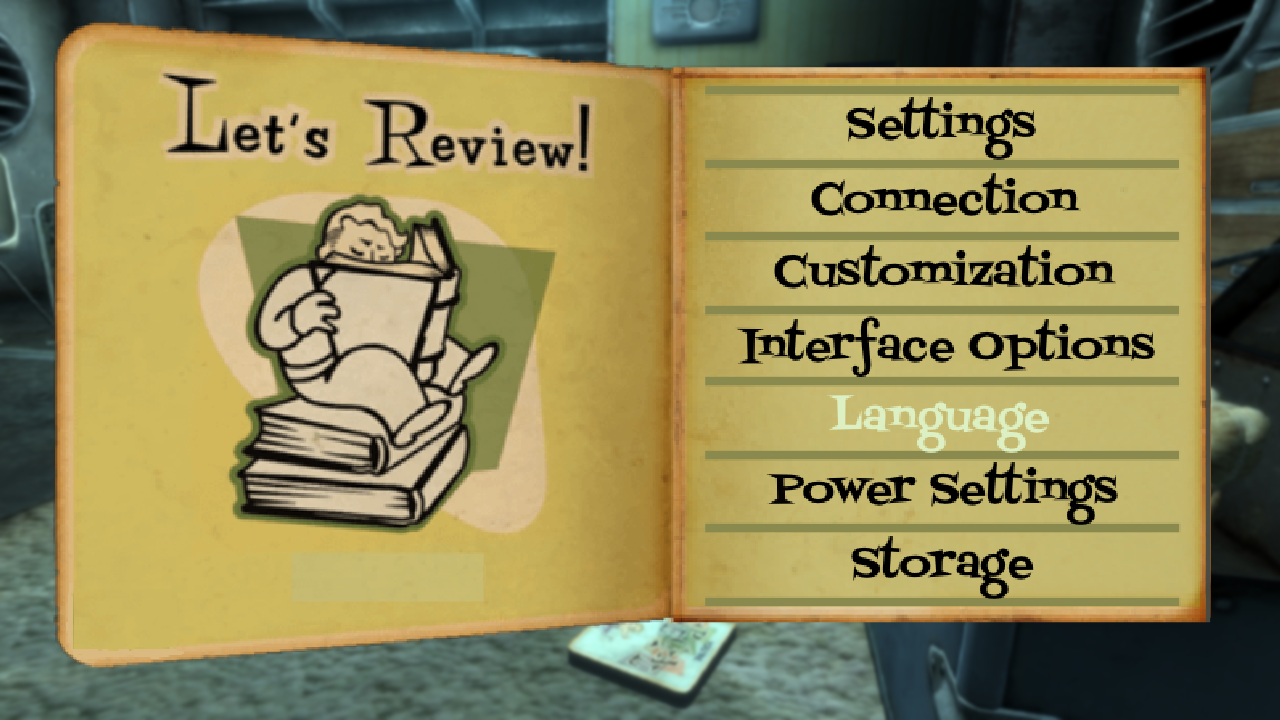 Let's Review!
Settings
Connection
Customization
Interface Options
Language
Power Settings
Storage